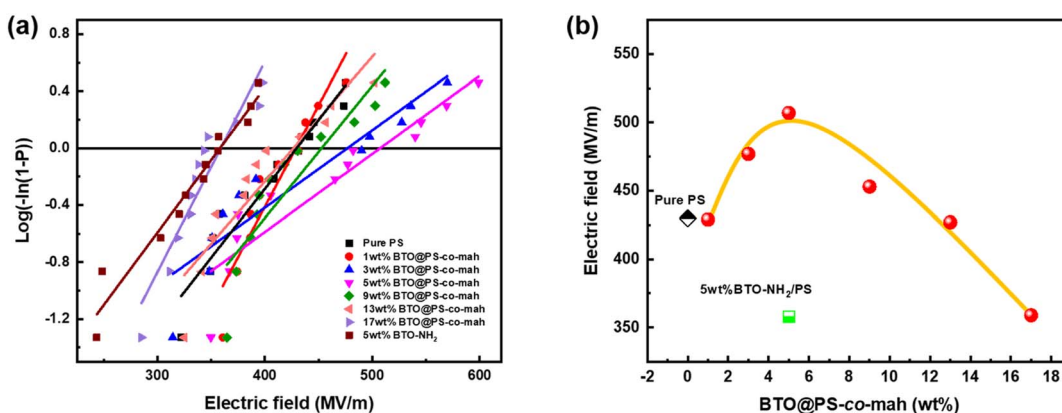 (a)
0.8
0.4
0.0
-0.4
-0.8
-1.2
Log(-ln(1-P))
Pure PS
1wt% BTO@PS-co-mah
3wt% BTO@PS-co-mah
5wt% BTO@PS-co-mah
9wt% BTO@PS-co-mah
13wt% BTO@PS-co-mah
17wt% BTO@PS-co-mah
5wt% BTO-NH₂
300 400 500 600
Electric field (MV/m)
(b)
550
500
450
400
350
Electric field (MV/m)
Pure PS
5wt%BTO-NH₂/PS
-2 0 2 4 6 8 10 12 14 16 18
BTO@PS-co-mah (wt%)